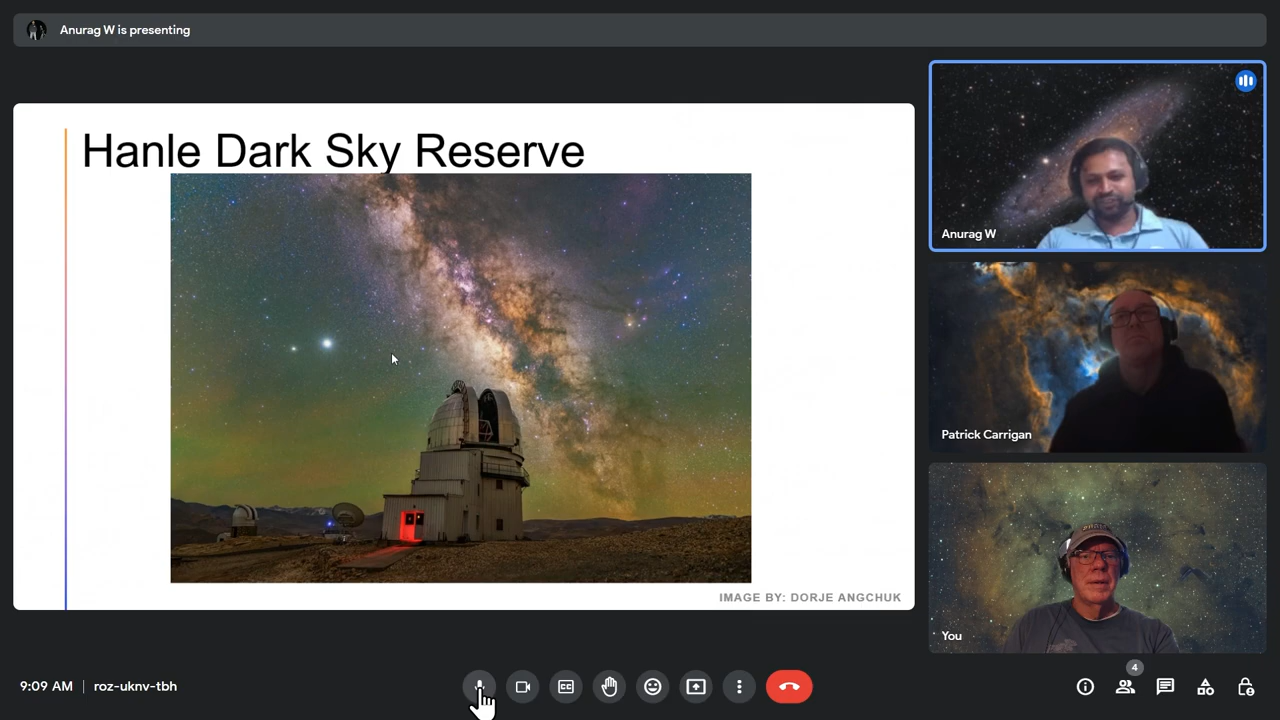 Anurag W is presenting
Hanle Dark Sky Reserve
IMAGE BY: DORJE ANGCHUK
Anurag W
Patrick Carrigan
You
9:09 AM | roz-uknv-tbh
4